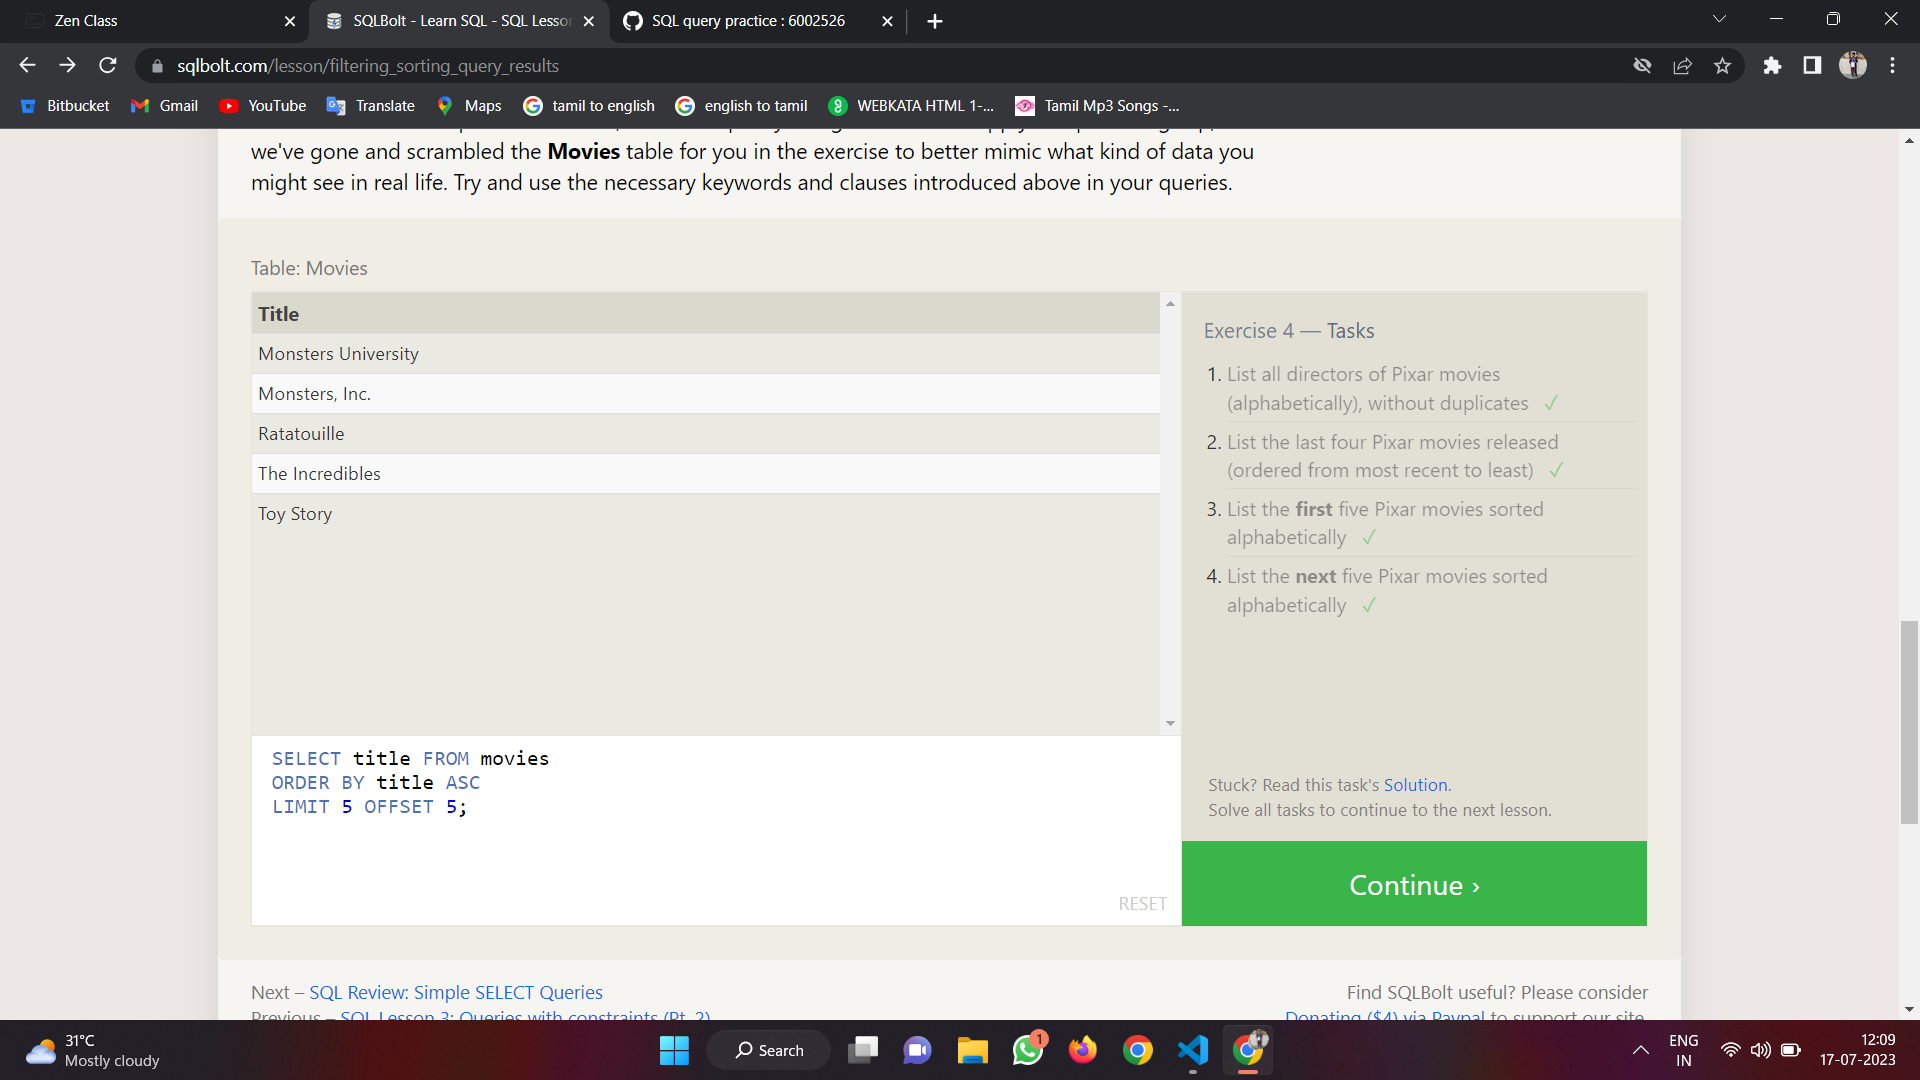 Zen Class
SQLBolt - Learn SQL - SQL Lesson
SQL query practice : 6002526
sqlbolt.com/lesson/filtering_sorting_query_results
Bitbucket
Gmail
YouTube
Translate
Maps
tamil to english
english to tamil
WEBKATA HTML 1-...
Tamil Mp3 Songs -...
we've gone and scrambled the Movies table for you in the exercise to better mimic what kind of data you
might see in real life. Try and use the necessary keywords and clauses introduced above in your queries.
Table: Movies
Title
Monsters University
Monsters, Inc.
Ratatouille
The Incredibles
Toy Story
SELECT title FROM movies
ORDER BY title ASC
LIMIT 5 OFFSET 5;
RESET
Exercise 4 — Tasks
1. List all directors of Pixar movies
(alphabetically), without duplicates ✓
2. List the last four Pixar movies released
(ordered from most recent to least) ✓
3. List the first five Pixar movies sorted
alphabetically ✓
4. List the next five Pixar movies sorted
alphabetically ✓
Stuck? Read this task's Solution.
Solve all tasks to continue to the next lesson.
Continue ›
Next – SQL Review: Simple SELECT Queries
Previous – SQL Lesson 3: Queries with constraints (Pt. 2)
Find SQLBolt useful? Please consider
Donating ($4) via Paypal to support our site.
31°C
Mostly cloudy
Search
1
ENG
IN
12:09
17-07-2023